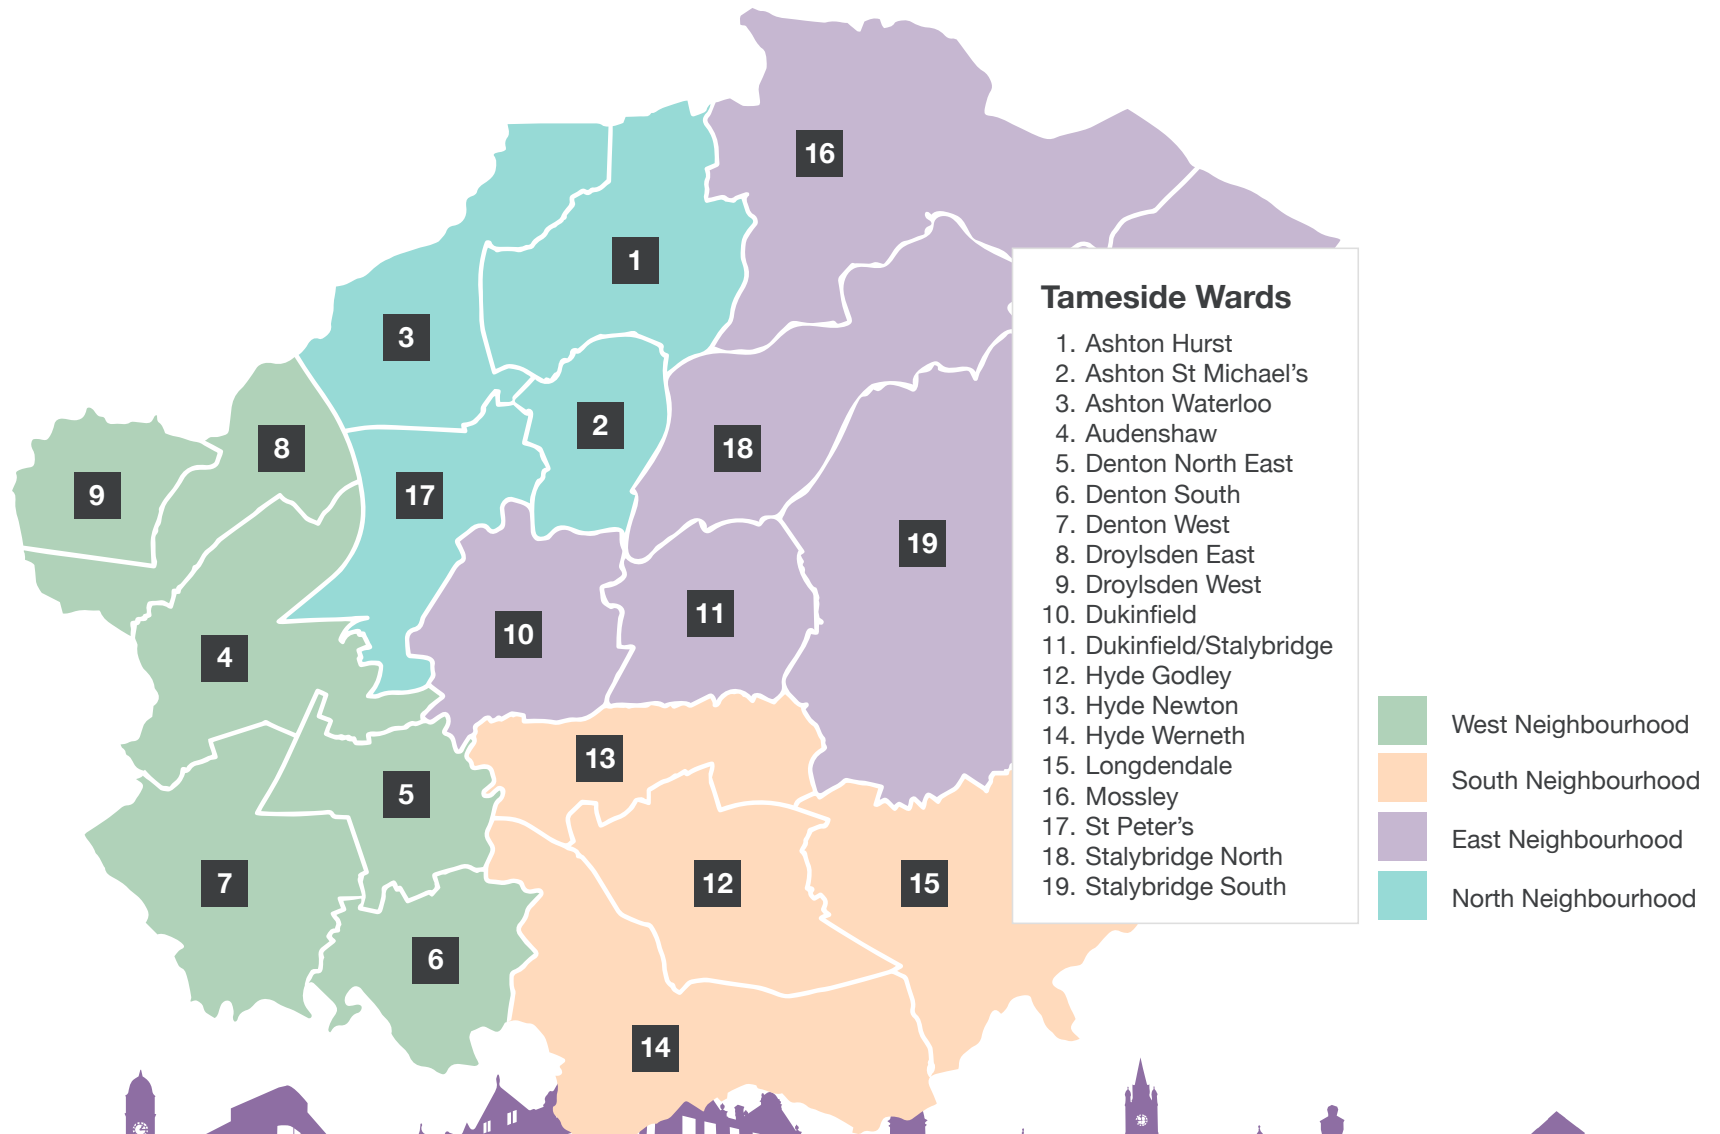 16
1
3
2
8
18
9
17
19
11
10
4
13
5
7
12
15
6
14
Tameside Wards
1. Ashton Hurst
2. Ashton St Michael’s
3. Ashton Waterloo
4. Audenshaw
5. Denton North East
6. Denton South
7. Denton West
8. Droylsden East
9. Droylsden West
10. Dukinfield
11. Dukinfield/Stalybridge
12. Hyde Godley
13. Hyde Newton
14. Hyde Werneth
15. Longdendale
16. Mossley
17. St Peter’s
18. Stalybridge North
19. Stalybridge South
West Neighbourhood
South Neighbourhood
East Neighbourhood
North Neighbourhood